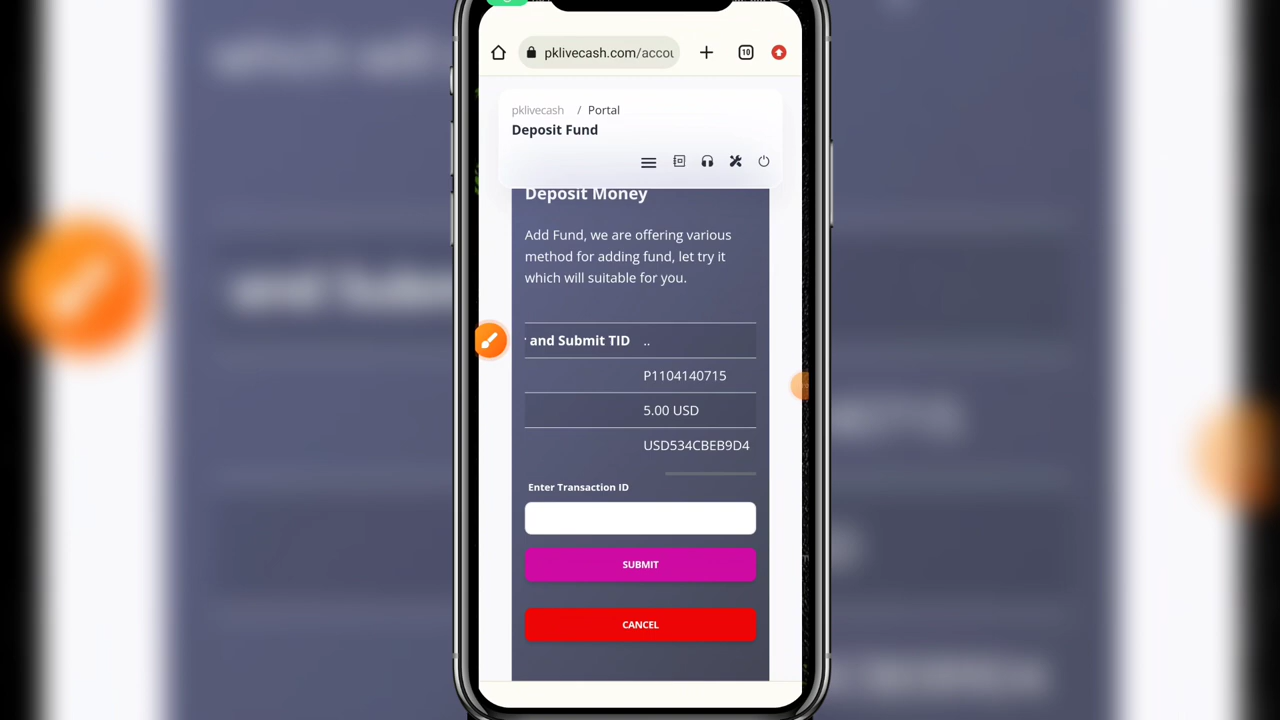 pklivecash.com/accou
10
pklivecash / Portal
Deposit Fund
Deposit Money
Add Fund, we are offering various
method for adding fund, let try it
which will suitable for you.
and Submit TID ..
P1104140715
5.00 USD
USD534CBEB9D4
Enter Transaction ID
SUBMIT
CANCEL